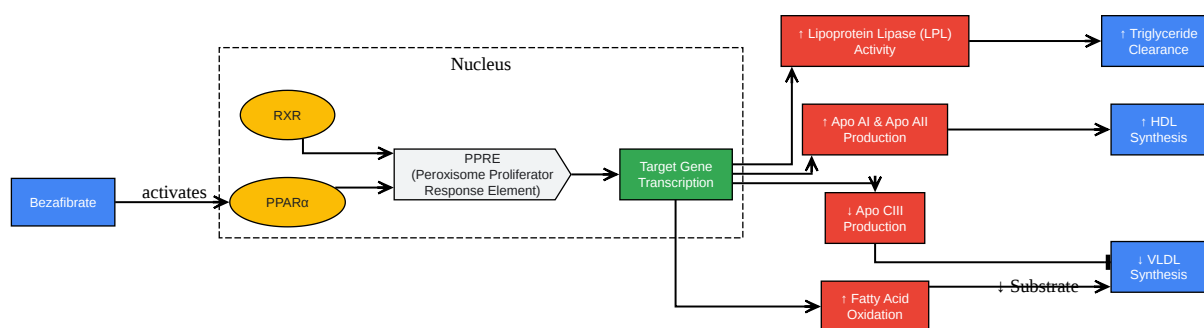 ↑ Lipoprotein Lipase (LPL)
Activity
↑ Triglyceride
Clearance
Nucleus
RXR
↑ Apo AI & Apo AII
Production
↑ HDL
Synthesis
PPRE
(Peroxisome Proliferator
Response Element)
Target Gene
Transcription
Bezafibrate
activates
PPARα
↓ Apo CIII
Production
↓ VLDL
Synthesis
↓ Substrate
↑ Fatty Acid
Oxidation